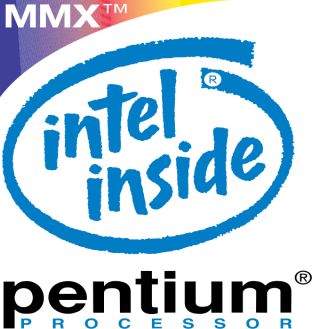 MMX™
intel®
inside
pentium®
PROCESSOR